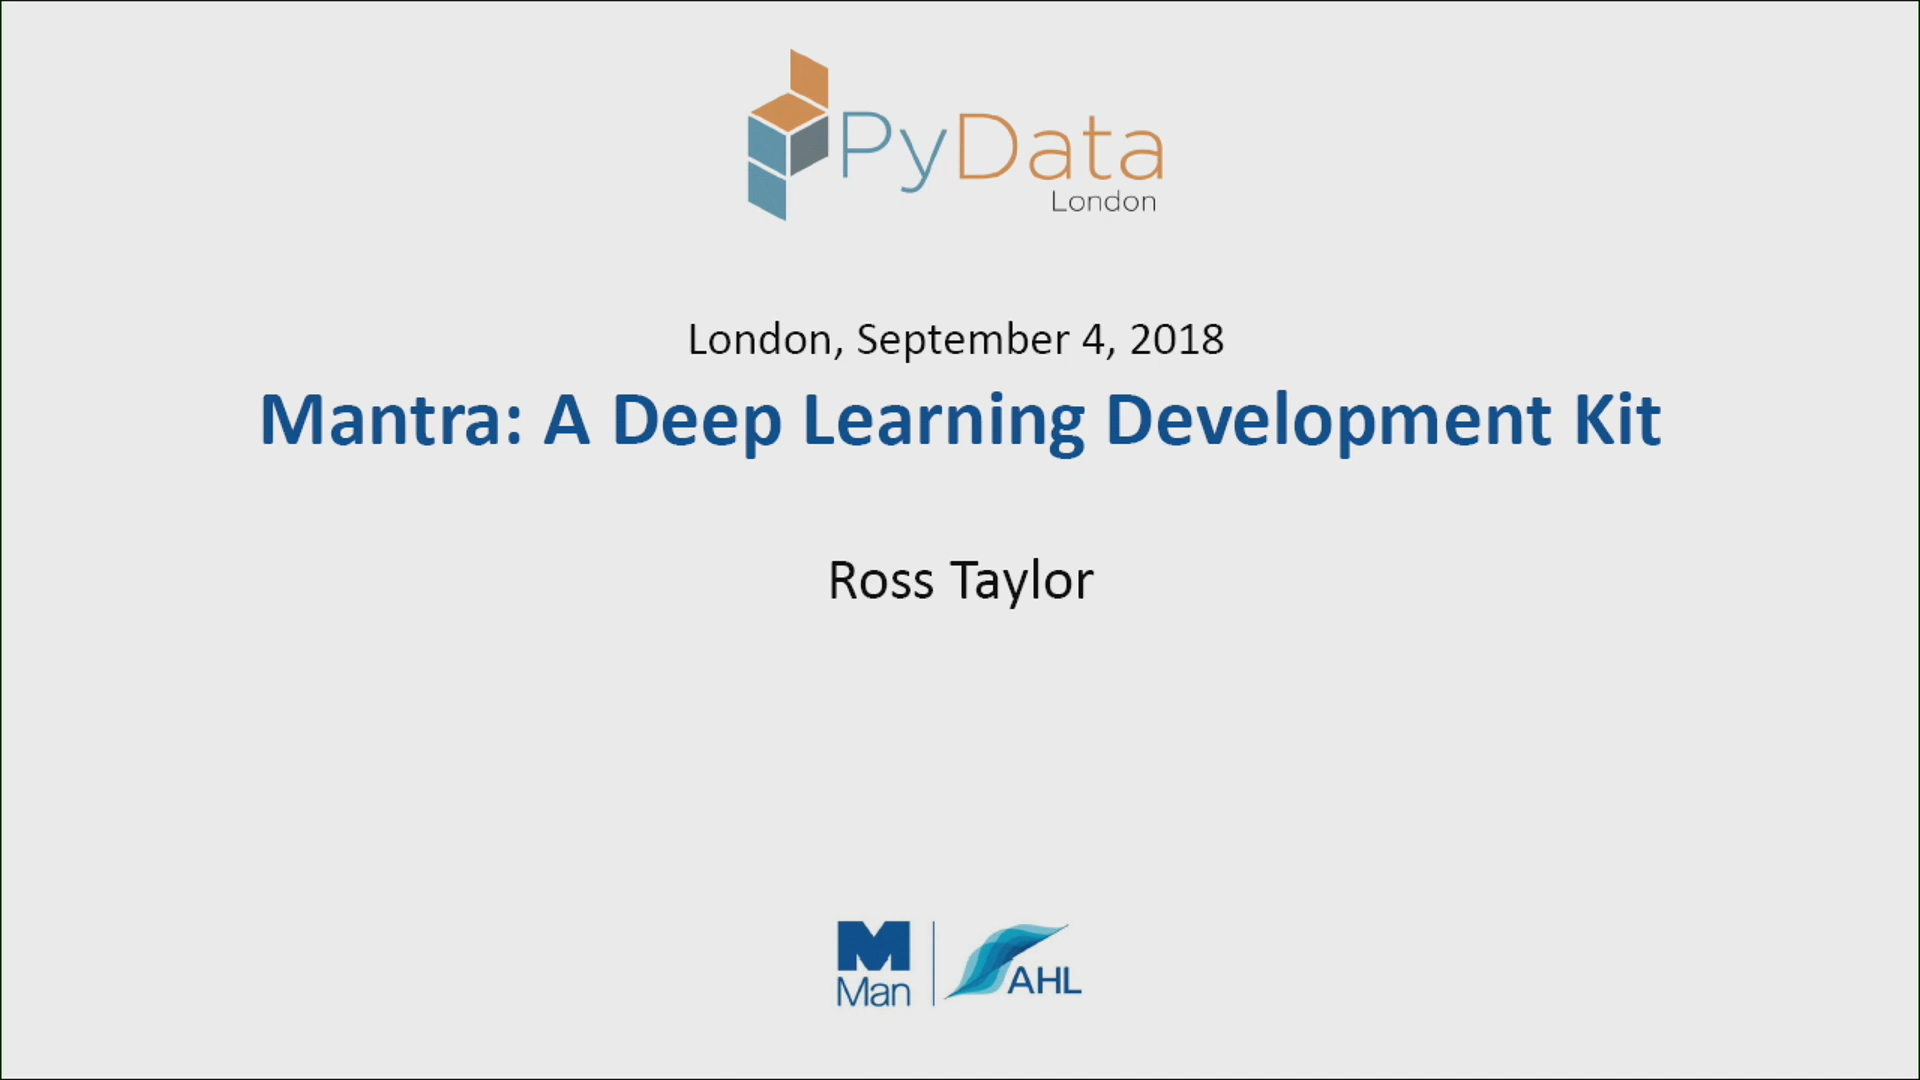 PyData
London
London, September 4, 2018
Mantra: A Deep Learning Development Kit
Ross Taylor
M
Man
AHL